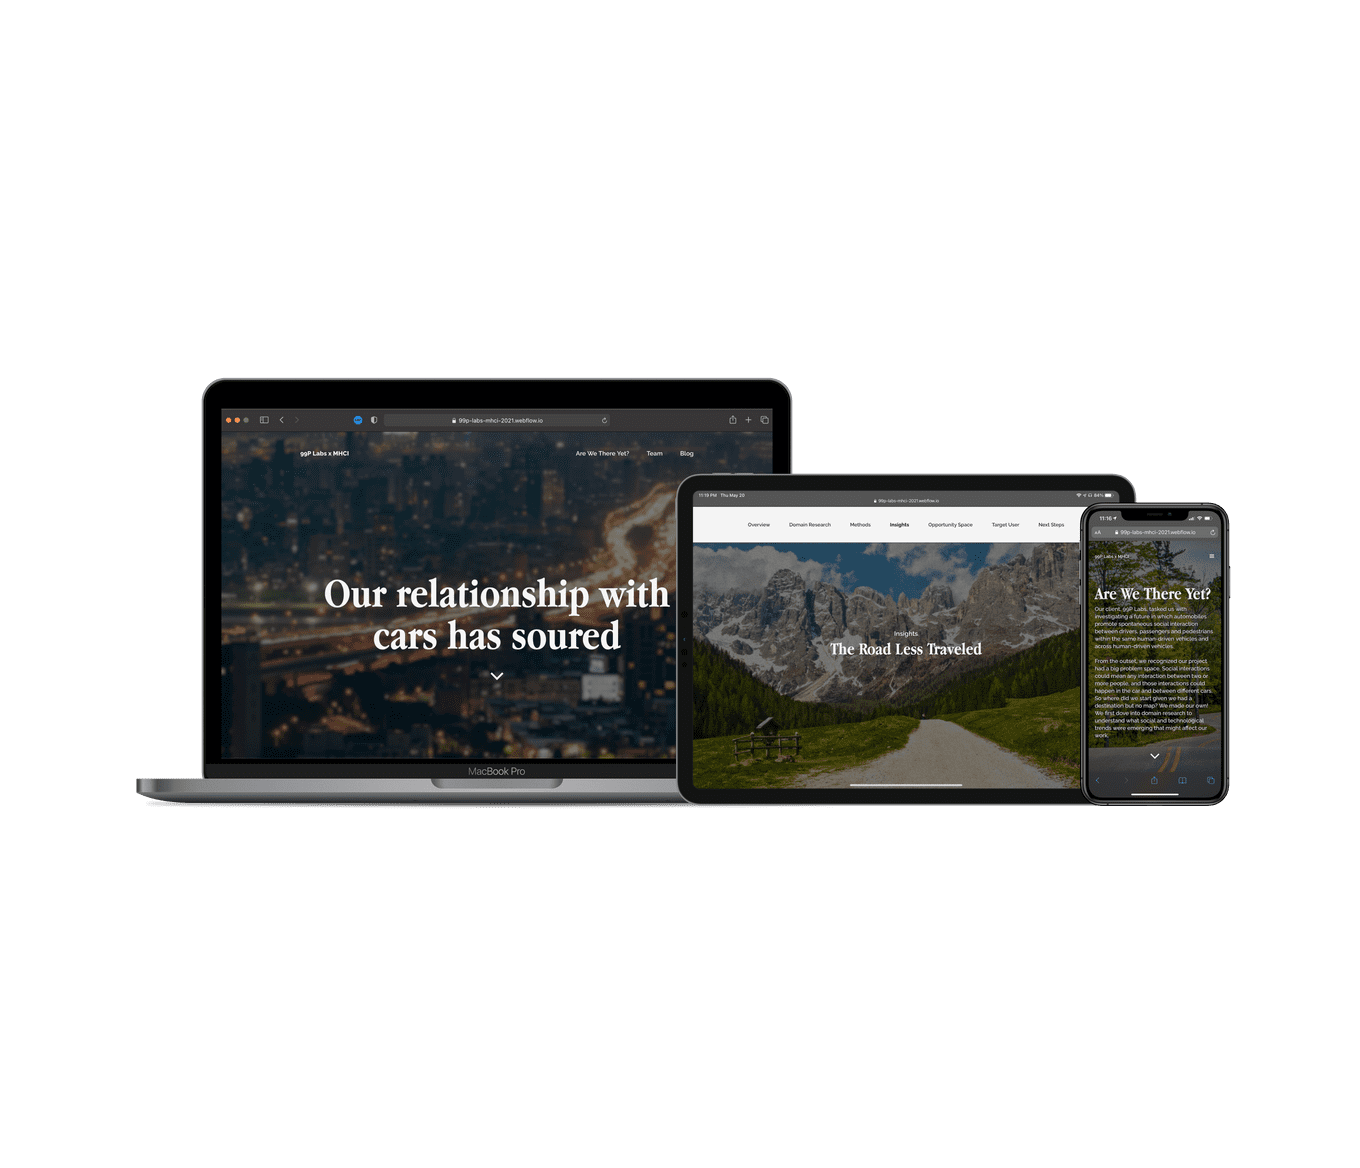 99p-labs-mhci-2021.webflow.io
99P Labs x MHCI
Are We There Yet? Team Blog
Our relationship with
cars has soured
MacBook Pro
11:19 PM Thu May 20
84%
99p-labs-mhci-2021.webflow.io
Overview Domain Research Methods Insights Opportunity Space Target User Next Steps
Insights
The Road Less Traveled
11:16
AA 99p-labs-mhci-2021.webflow.io
99P Labs x MHCI
Are We There Yet?
Our client, 99P Labs, tasked us with
investigating a future in which automobiles
promote spontaneous social interaction
between drivers, passengers and pedestrians
within the same human-driven vehicles and
across human-driven vehicles.
From the outset, we recognized our project
had a big problem space. Social interactions
could mean any interaction between two or
more people, and those interactions could
happen in the car and between different cars.
So where did we start given we had a
destination but no map? We made our own!
We first dove into domain research to
understand what social and technological
trends were emerging that might affect our
work.